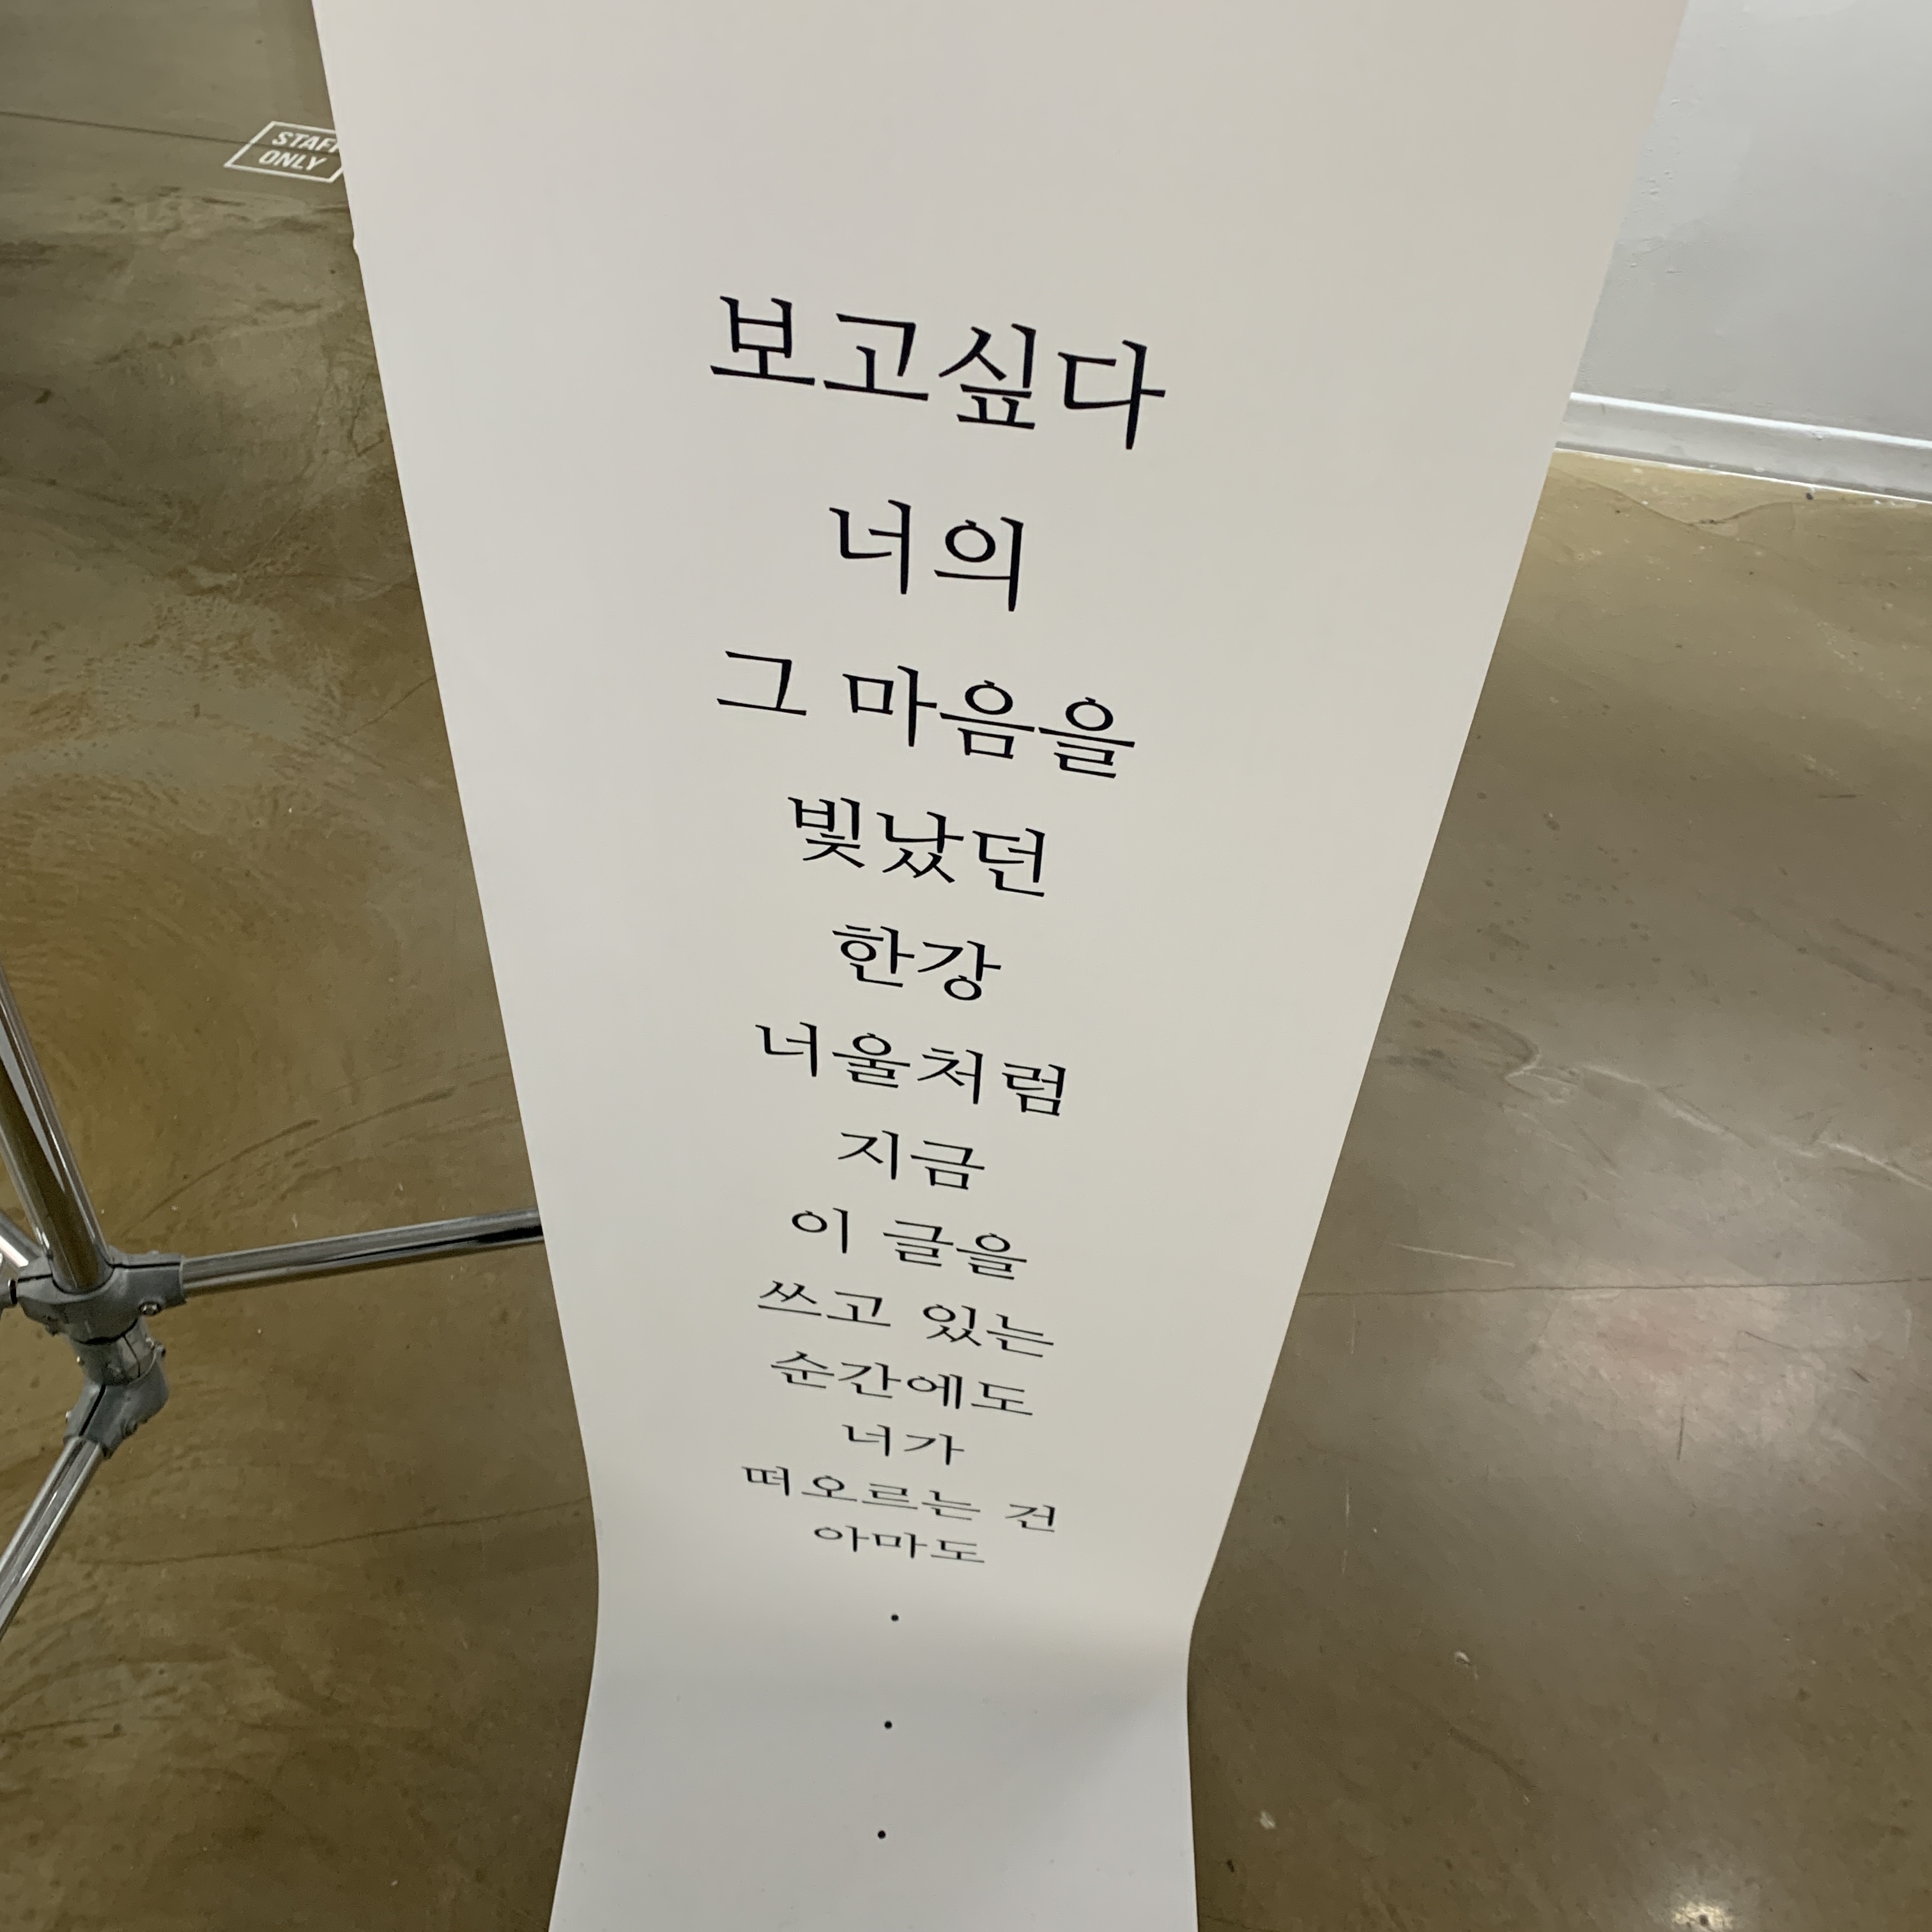 STAFF
ONLY
보고싶다
너의
그 마음을
빛났던
한강
너울처럼
지금
이 글을
쓰고 있는
순간에도
너가
떠오르는 건
아마도
.
.
.